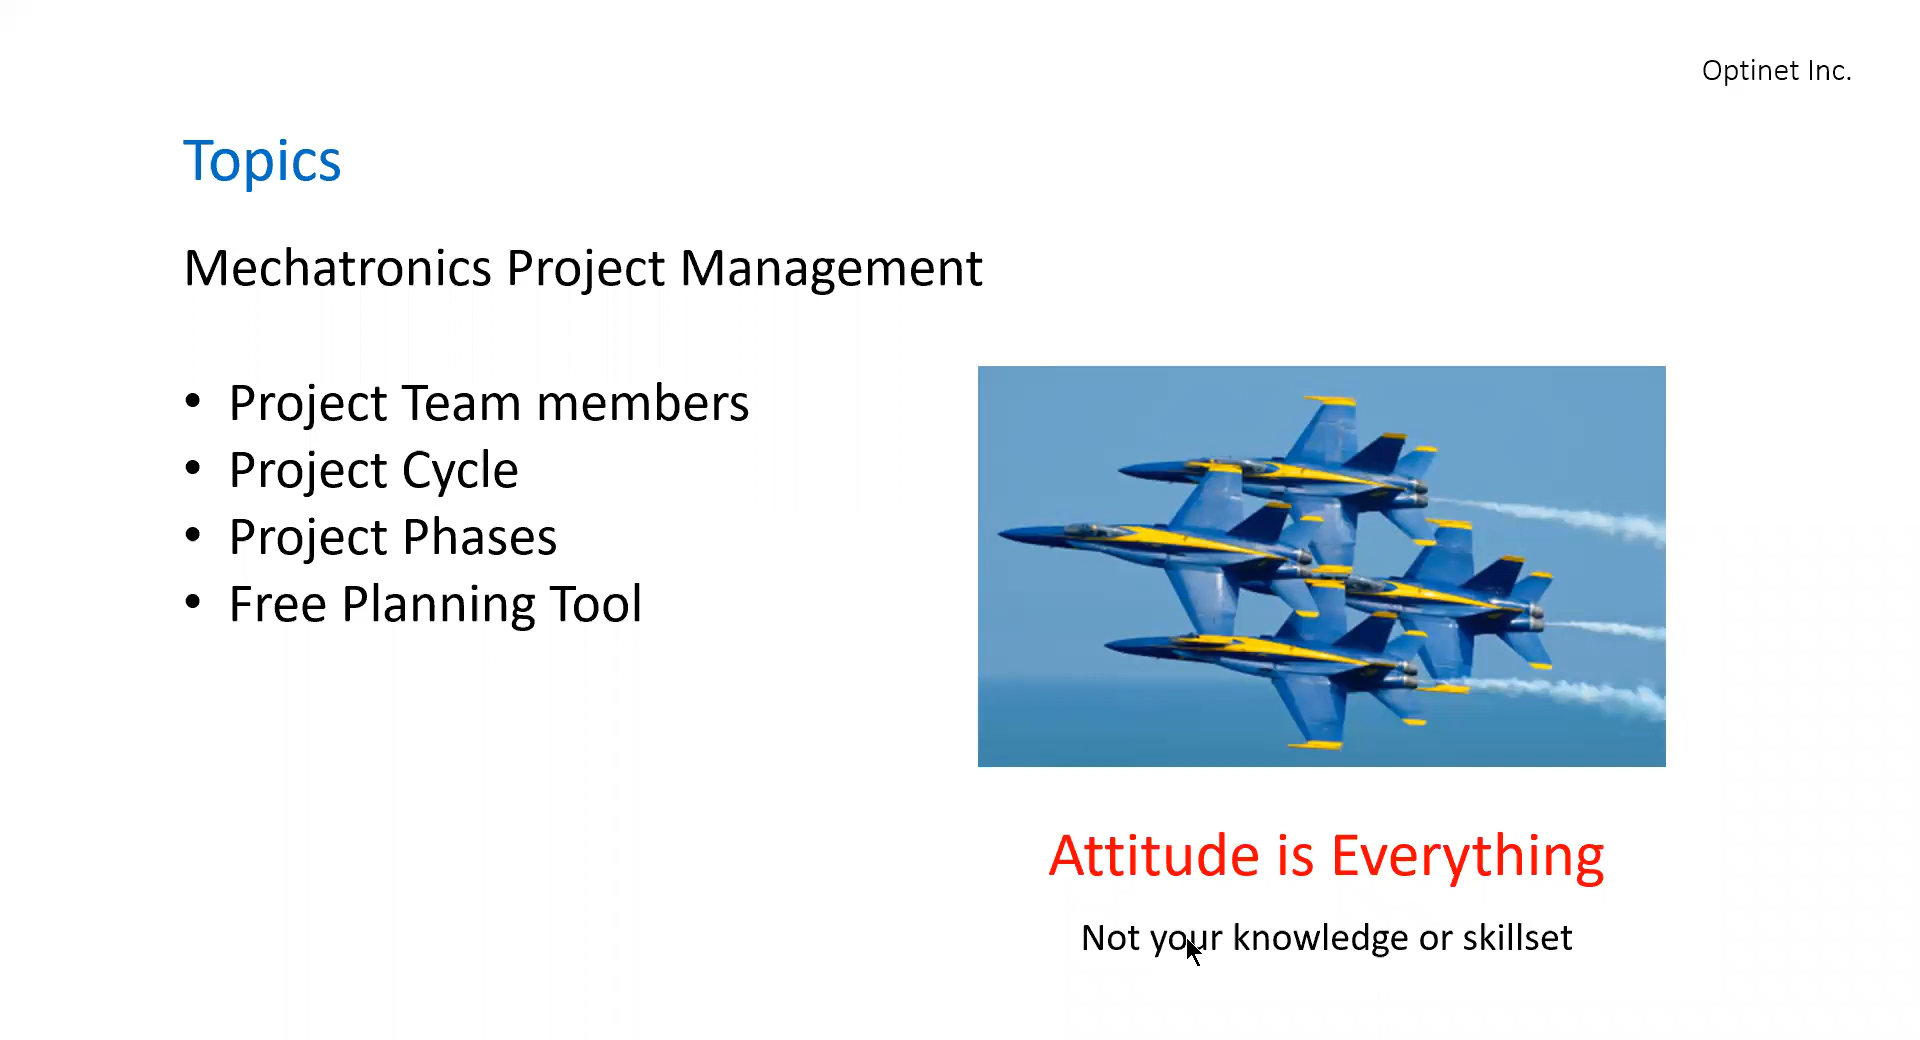 Optinet Inc.
Topics
Mechatronics Project Management
• Project Team members
• Project Cycle
• Project Phases
• Free Planning Tool
Attitude is Everything
Not your knowledge or skillset